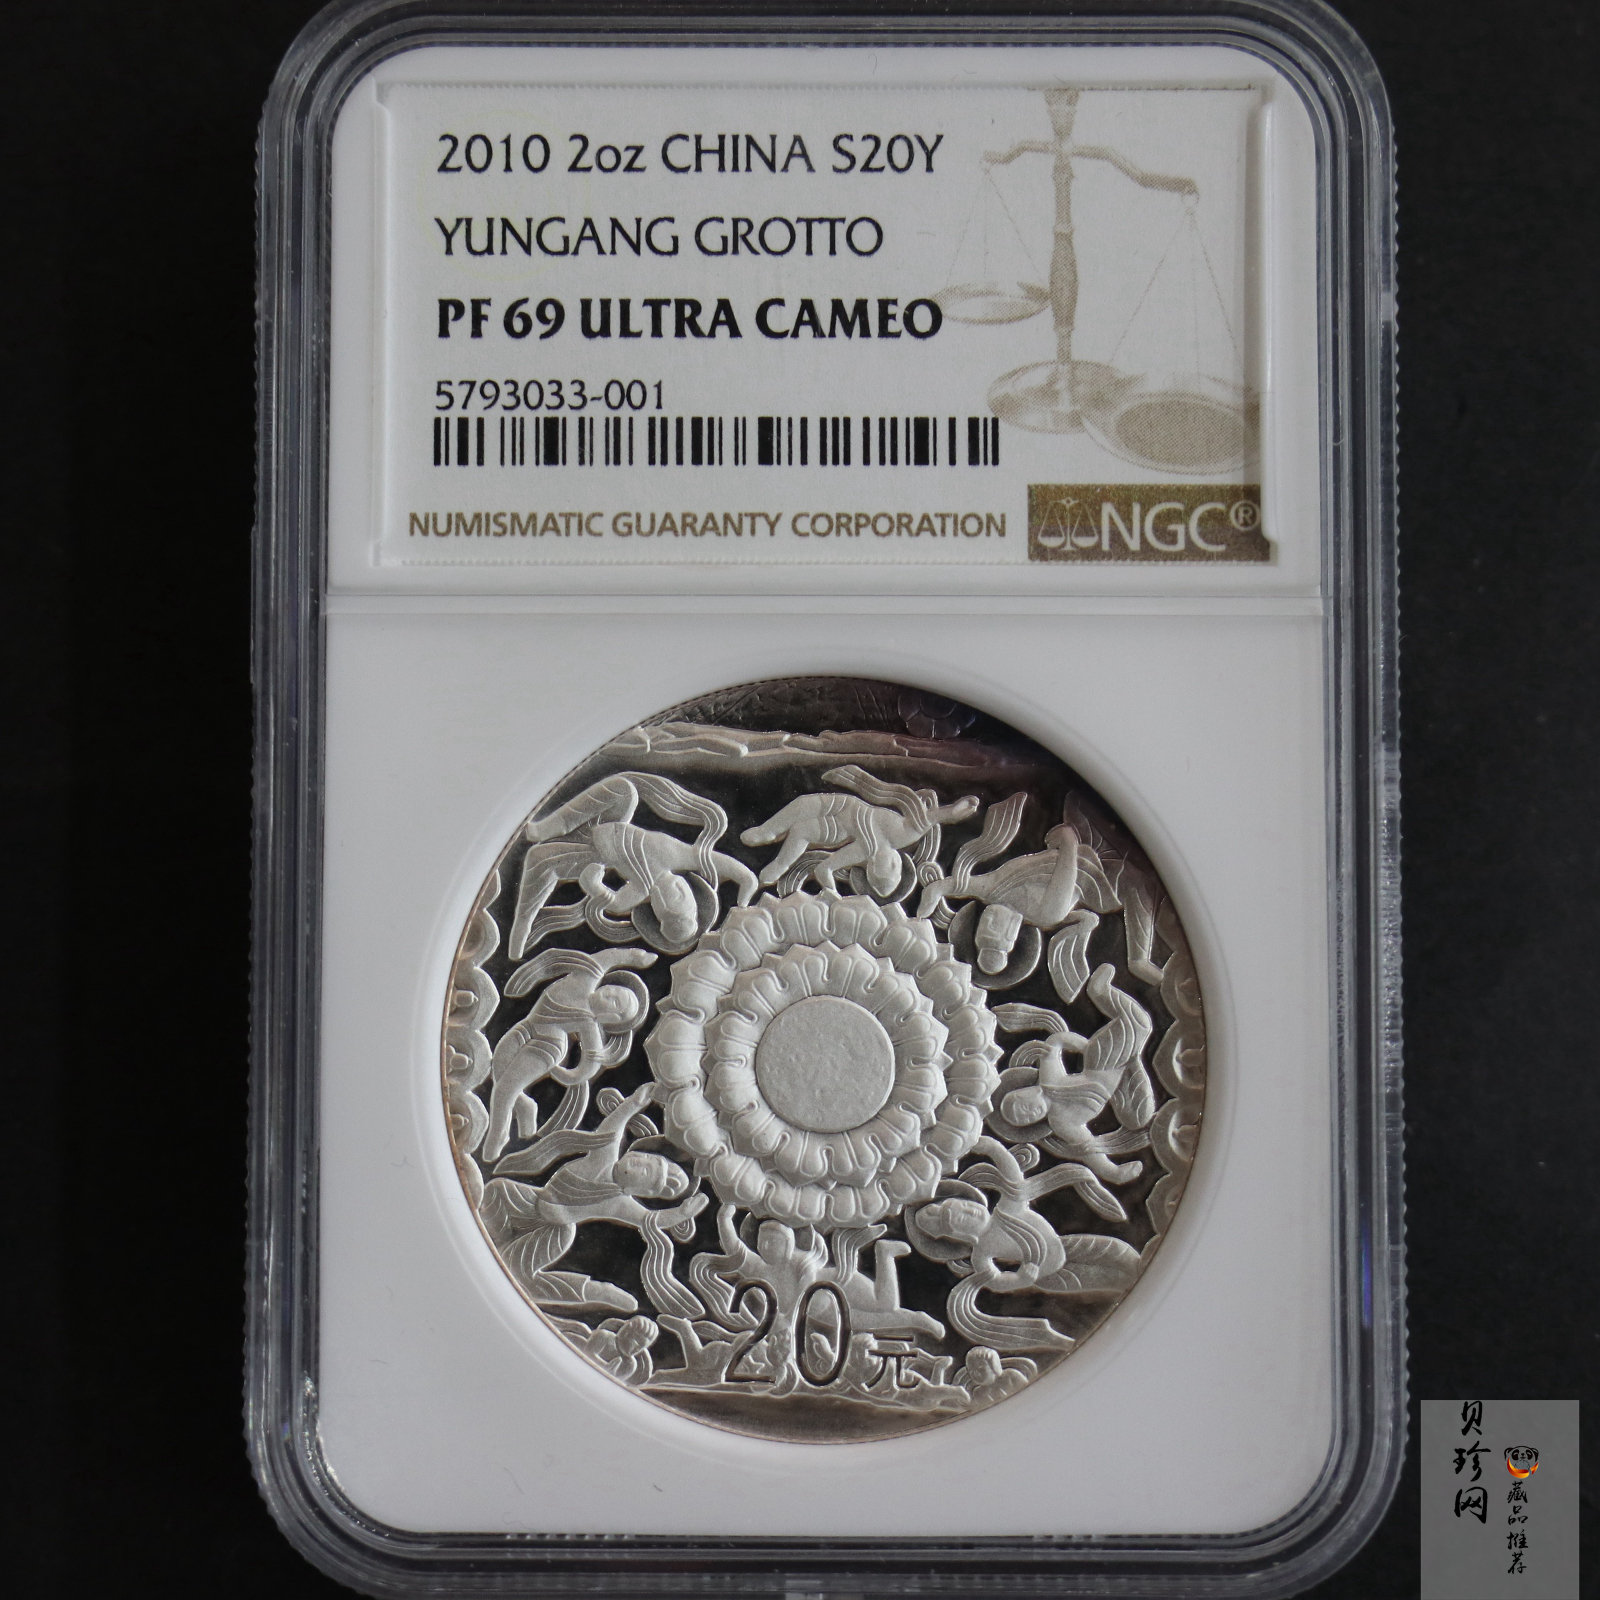 2010 2oz CHINA S20Y
YUNGANG GROTTO
PF 69 ULTRA CAMEO
5793033-001
NUMISMATIC GUARANTY CORPORATION
NGC®
20元
贝珍网
藏品推荐